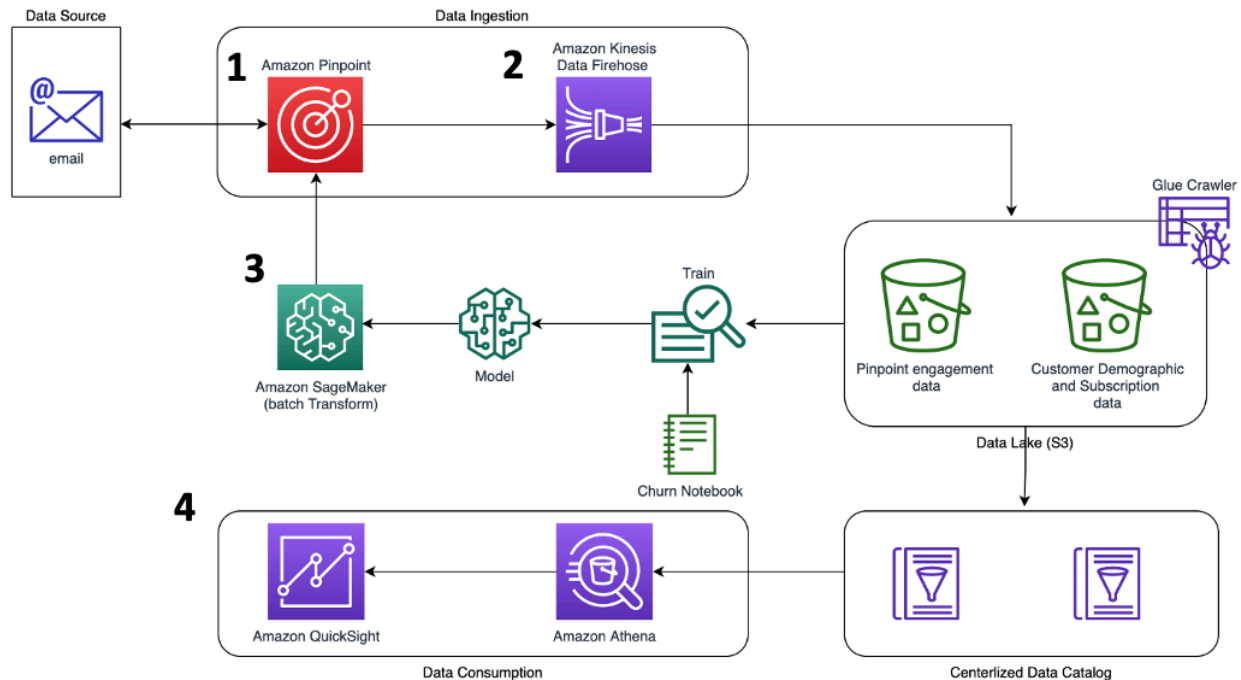 Data Source
Data Ingestion
1
Amazon Pinpoint
2
Amazon Kinesis
Data Firehose
@
email
Glue Crawler
3
Amazon SageMaker
(batch Transform)
Model
Train
Churn Notebook
Pinpoint engagement
data
Customer Demographic
and Subscription
data
Data Lake (S3)
4
Amazon QuickSight
Amazon Athena
Data Consumption
Centerlized Data Catalog